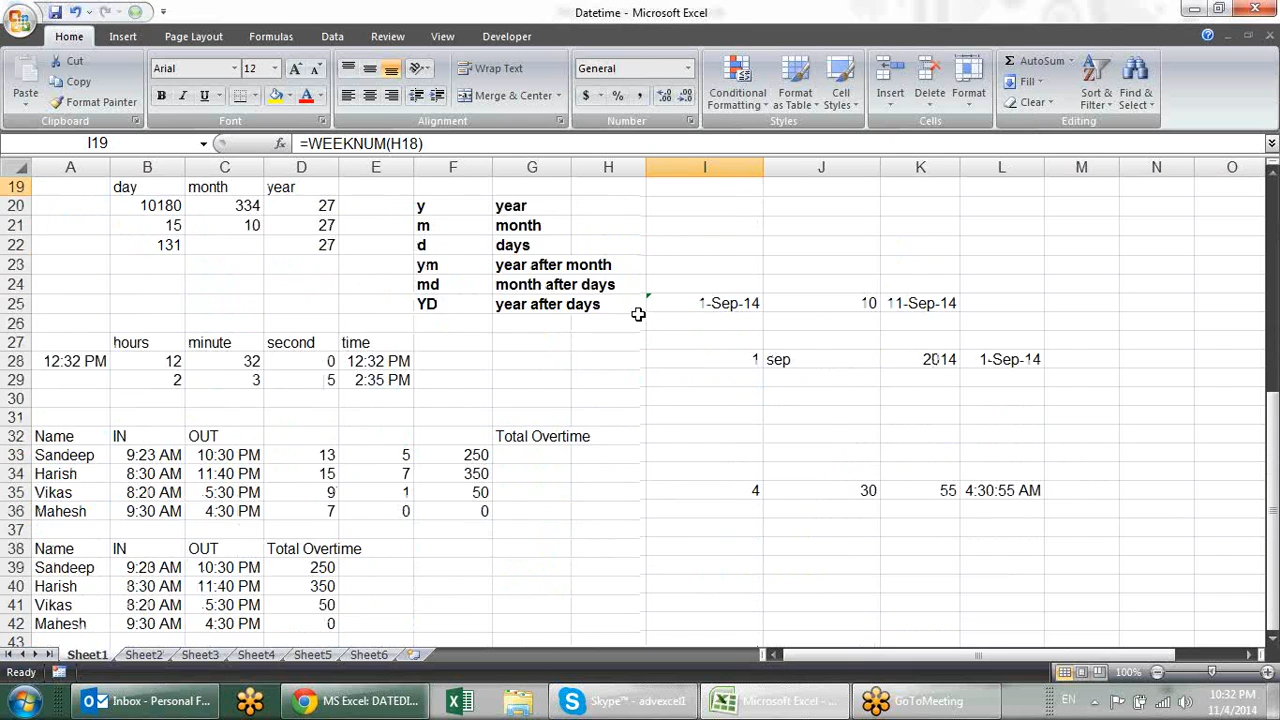 Datetime - Microsoft Excel
Home Insert Page Layout Formulas Data Review View Developer
Cut
Copy
Format Painter
Paste
Clipboard
Arial 12
Font
Wrap Text
Merge & Center
Alignment
General
$ % ,
Number
Conditional Formatting
Format as Table
Cell Styles
Styles
Insert Delete Format
Cells
AutoSum
Fill
Clear
Sort & Filter
Find & Select
Editing
I19 fx =WEEKNUM(H18)
A B C D E F G H I J K L M N O
19 day month year
20 10180 334 27 y year
21 15 10 27 m month
22 131 27 d days
23 ym year after month
24 md month after days
25 YD year after days 1-Sep-14 10 11-Sep-14
26
27 hours minute second time
28 12:32 PM 12 32 0 12:32 PM 1 sep 2014 1-Sep-14
29 2 3 5 2:35 PM
30
31
32 Name IN OUT Total Overtime
33 Sandeep 9:23 AM 10:30 PM 13 5 250
34 Harish 8:30 AM 11:40 PM 15 7 350
35 Vikas 8:20 AM 5:30 PM 9 1 50 4 30 55 4:30:55 AM
36 Mahesh 9:30 AM 4:30 PM 7 0 0
37
38 Name IN OUT Total Overtime
39 Sandeep 9:20 AM 10:30 PM 250
40 Harish 8:30 AM 11:40 PM 350
41 Vikas 8:20 AM 5:30 PM 50
42 Mahesh 9:30 AM 4:30 PM 0
43
Sheet1 Sheet2 Sheet3 Sheet4 Sheet5 Sheet6
Ready 100%
Inbox - Personal F... MS Excel: DATEDI... Skype™ - advexcel1 Microsoft Excel - ... GoToMeeting EN 10:32 PM
11/4/2014